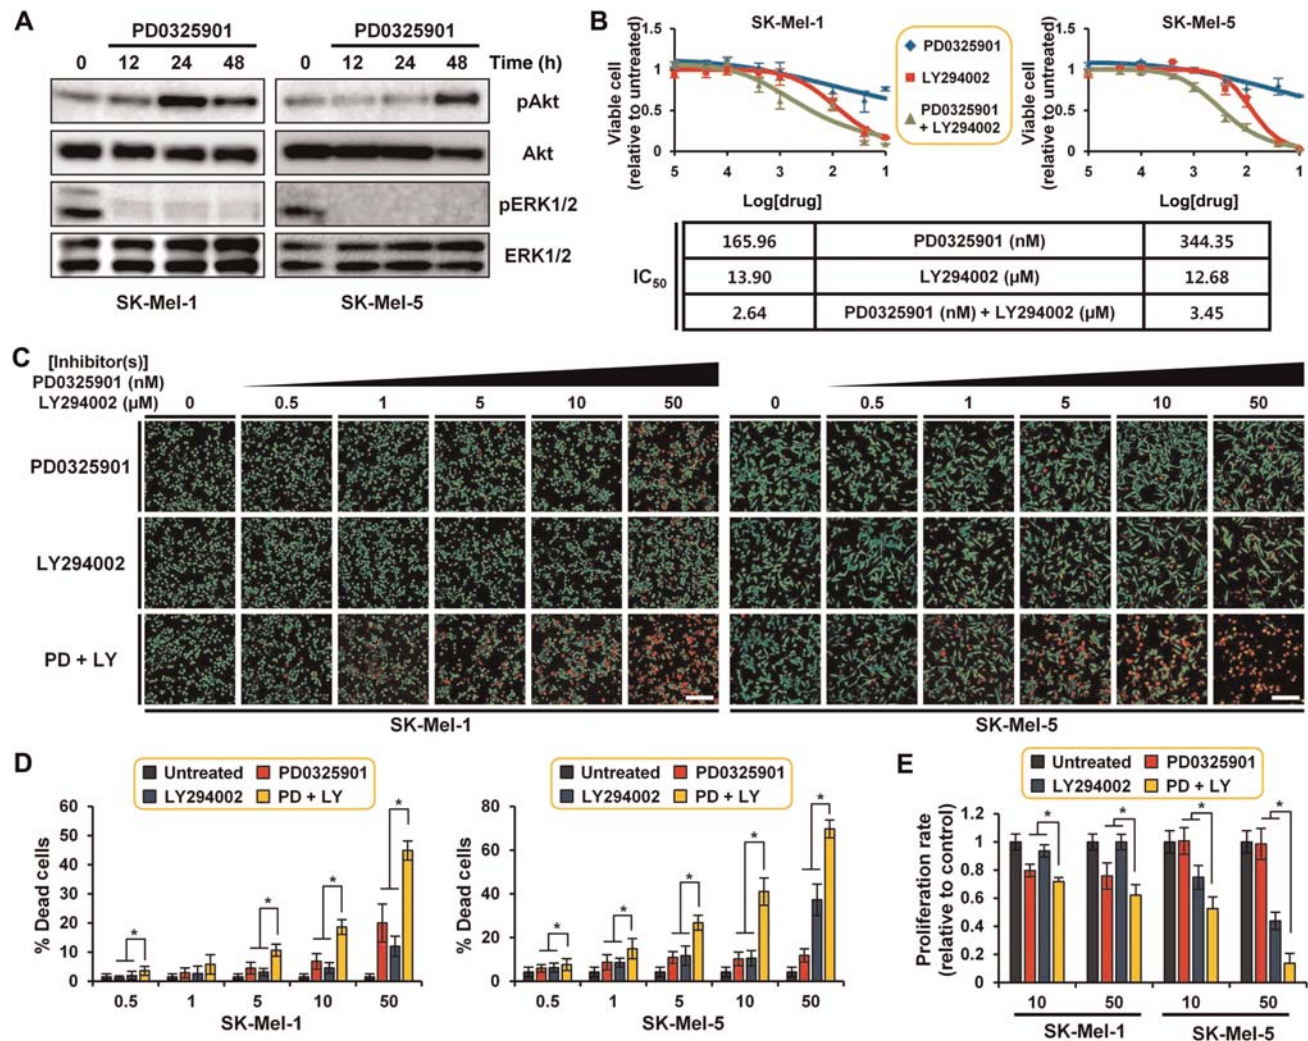 A
PD0325901
PD0325901
0 12 24 48
0 12 24 48
Time (h)
pAkt
Akt
pERK1/2
ERK1/2
SK-Mel-1
SK-Mel-5
B
SK-Mel-1
SK-Mel-5
Viable cell
(relative to untreated)
1.5
1
0.5
0
5 4 3 2 1
Log[drug]
PD0325901
LY294002
PD0325901
+ LY294002
Viable cell
(relative to untreated)
1.5
1
0.5
0
5 4 3 2 1
Log[drug]
IC50
165.96 PD0325901 (nM) 344.35
13.90 LY294002 (µM) 12.68
2.64 PD0325901 (nM) + LY294002 (µM) 3.45
C
[Inhibitor(s)]
PD0325901 (nM)
LY294002 (µM) 0 0.5 1 5 10 50 0 0.5 1 5 10 50
PD0325901
LY294002
PD + LY
SK-Mel-1
SK-Mel-5
D
Untreated PD0325901
LY294002 PD + LY
% Dead cells
60
50
40
30
20
10
0
* * * *
0.5 1 5 10 50
SK-Mel-1
Untreated PD0325901
LY294002 PD + LY
% Dead cells
80
60
40
20
0
* * * * *
0.5 1 5 10 50
SK-Mel-5
E
Untreated PD0325901
LY294002 PD + LY
Proliferation rate
(relative to control)
1.2
1
0.8
0.6
0.4
0.2
0
* * * *
10 50 10 50
SK-Mel-1 SK-Mel-5